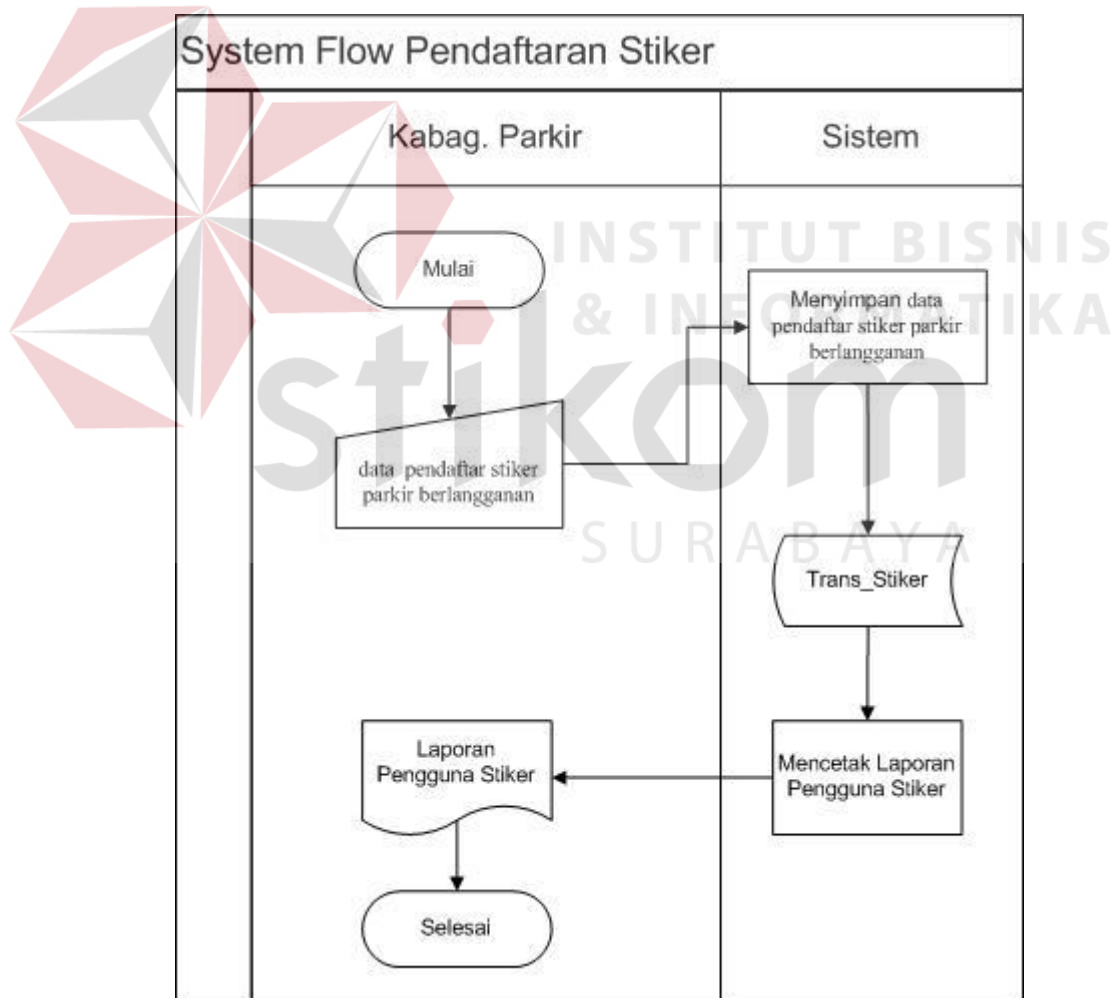 System Flow Pendaftaran Stiker
Kabag. Parkir
Sistem
Mulai
data pendaftar stiker
parkir berlangganan
Menyimpan data
pendaftar stiker parkir
berlangganan
Trans_Stiker
Mencetak Laporan
Pengguna Stiker
Laporan
Pengguna Stiker
Selesai
INSTITUT BISNIS
& INFORMATIKA
stikom
SURABAYA